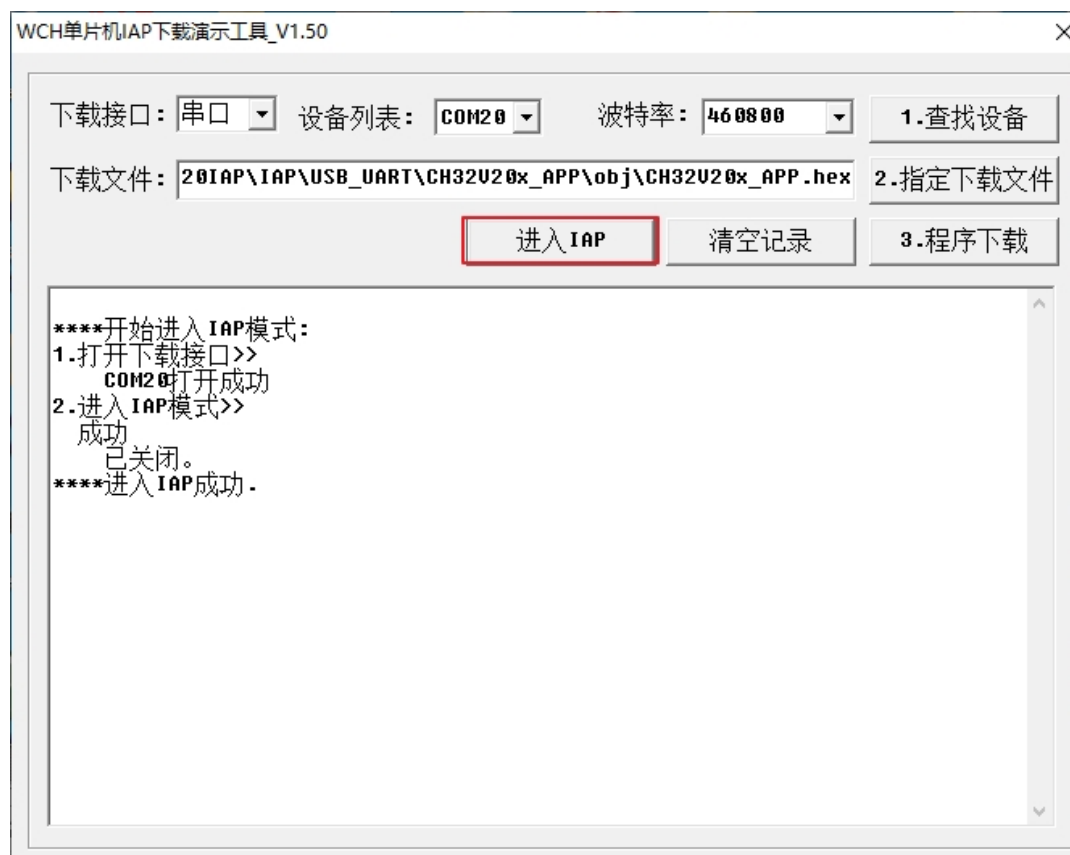 WCH单片机IAP下载演示工具_V1.50
下载接口: 串口 设备列表: COM20 波特率: 460800 1.查找设备
下载文件: 20IAP\IAP\USB_UART\CH32V20x_APP\obj\CH32V20x_APP.hex 2.指定下载文件
进入IAP 清空记录 3.程序下载
****开始进入IAP模式:
1.打开下载接口>>
COM20打开成功
2.进入IAP模式>>
成功
已关闭。
****进入IAP成功.